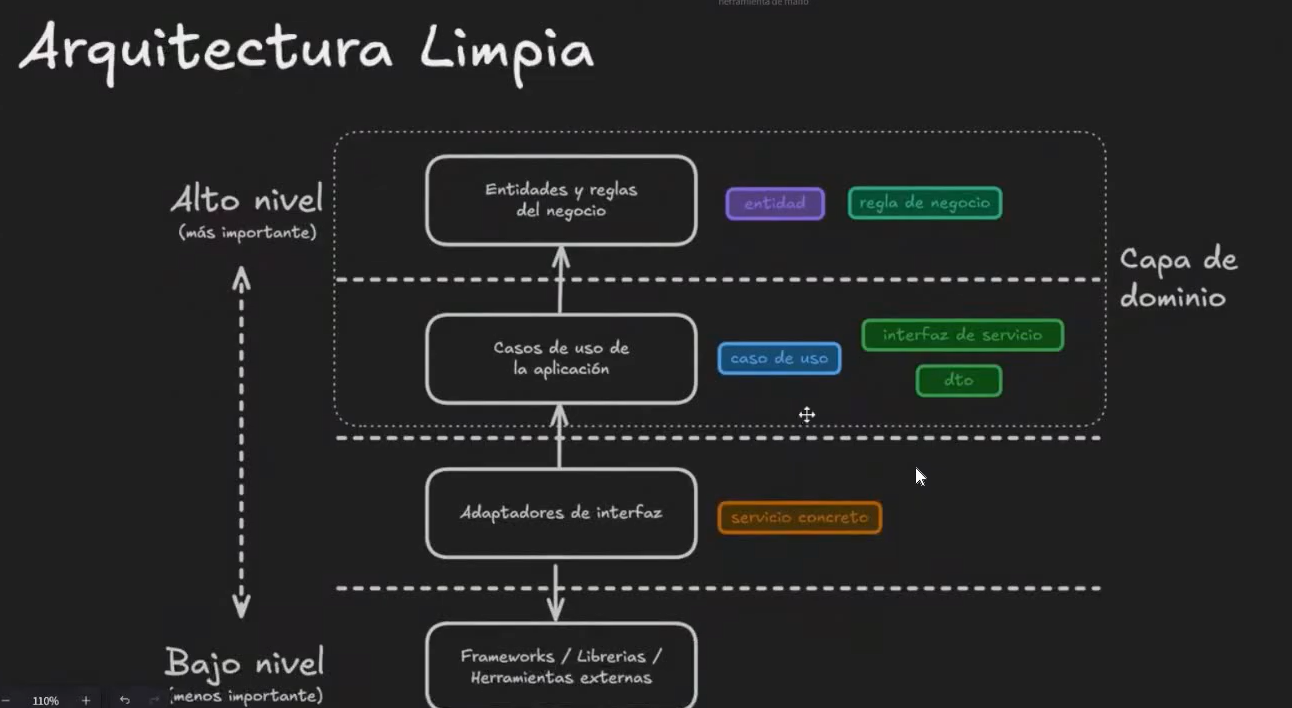 herramienta de mano
Arquitectura Limpia
Alto nivel
(más importante)
Entidades y reglas
del negocio
entidad
regla de negocio
Capa de
dominio
Casos de uso de
la aplicación
caso de uso
interfaz de servicio
dto
Adaptadores de interfaz
servicio concreto
Bajo nivel
(menos importante)
Frameworks / Librerias /
Herramientas externas
110%